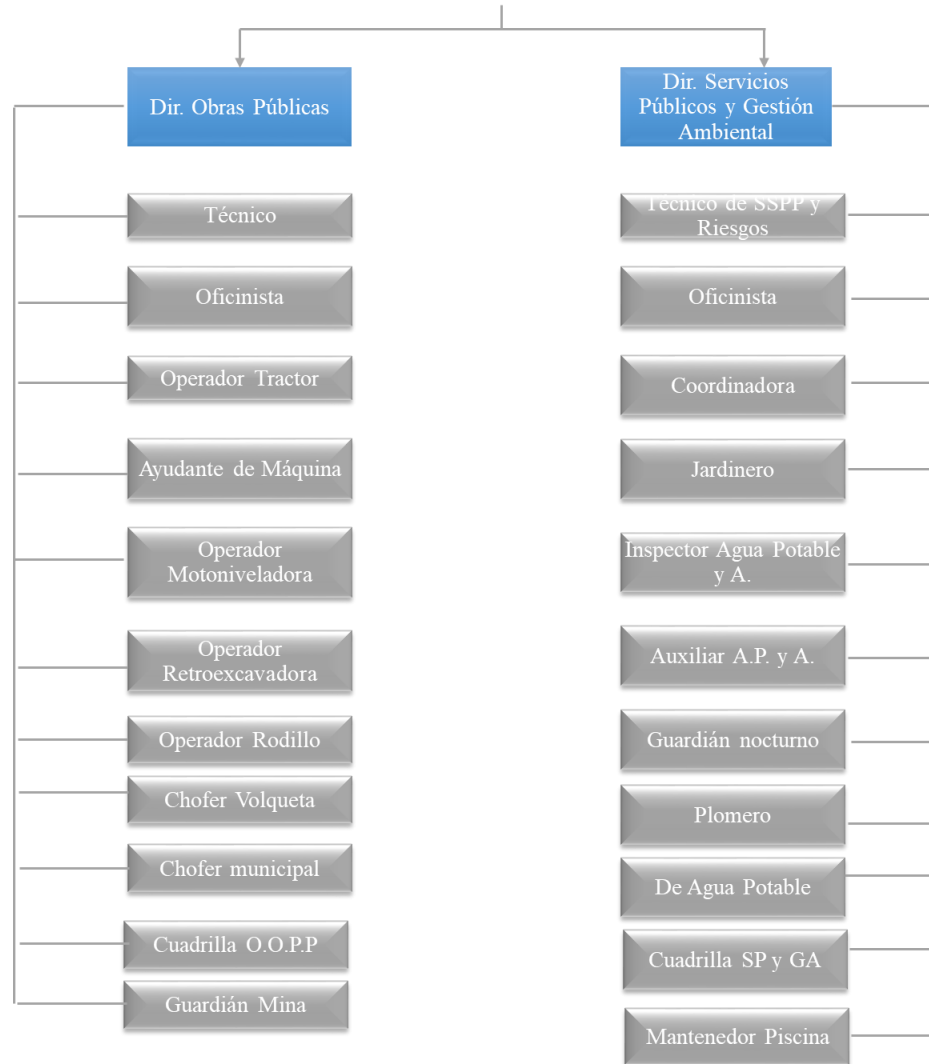 Dir. Obras Públicas
Técnico
Oficinista
Operador Tractor
Ayudante de Máquina
Operador
Motoniveladora
Operador
Retroexcavadora
Operador Rodillo
Chofer Volqueta
Chofer municipal
Cuadrilla O.O.P.P
Guardián Mina
Dir. Servicios
Públicos y Gestión
Ambiental
Técnico de SSPP y
Riesgos
Oficinista
Coordinadora
Jardinero
Inspector Agua Potable
y A.
Auxiliar A.P. y A.
Guardián nocturno
Plomero
De Agua Potable
Cuadrilla SP y GA
Mantenedor Piscina